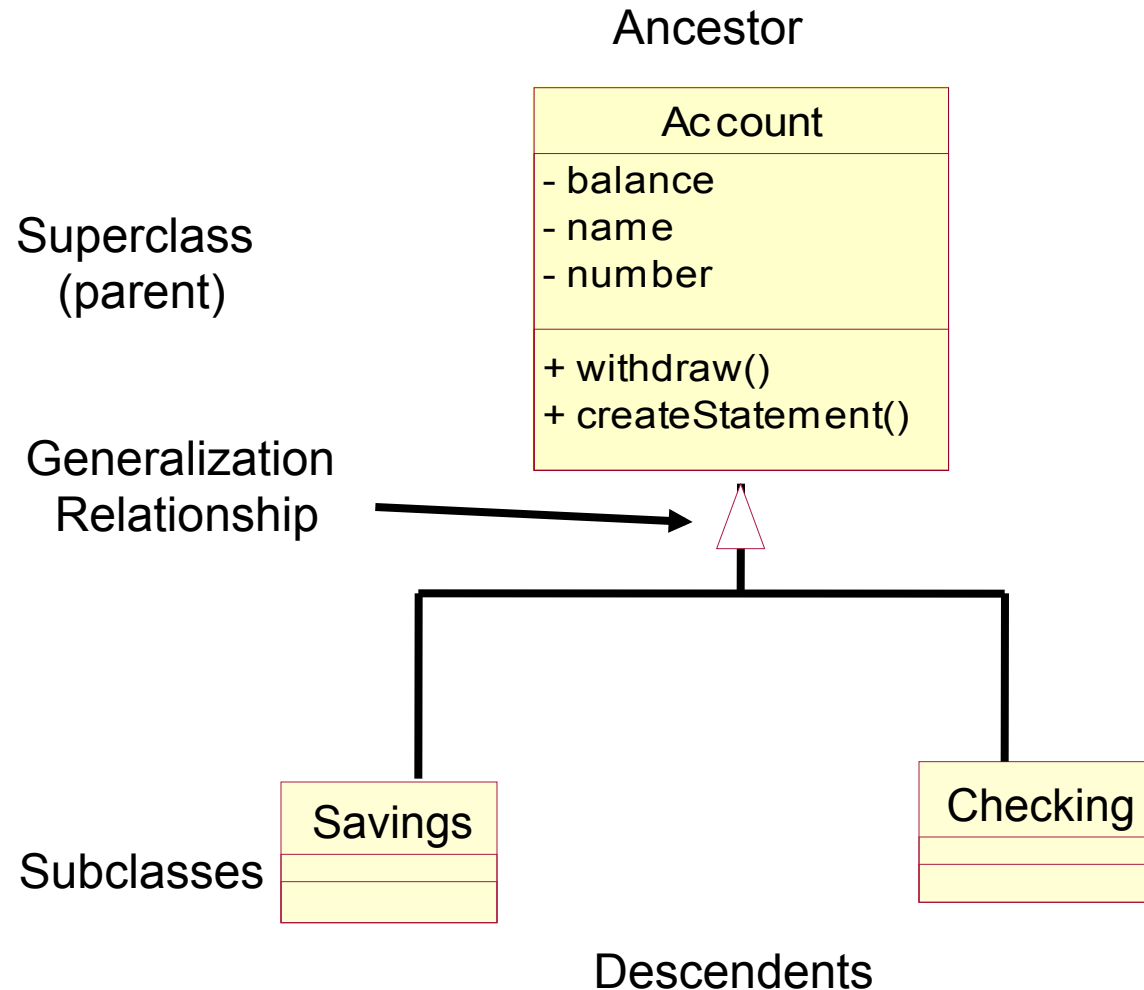 Ancestor
Account
- balance
- name
- number
Superclass
(parent)
+ withdraw()
+ createStatement()
Generalization
Relationship
Savings
Checking
Subclasses
Descendents